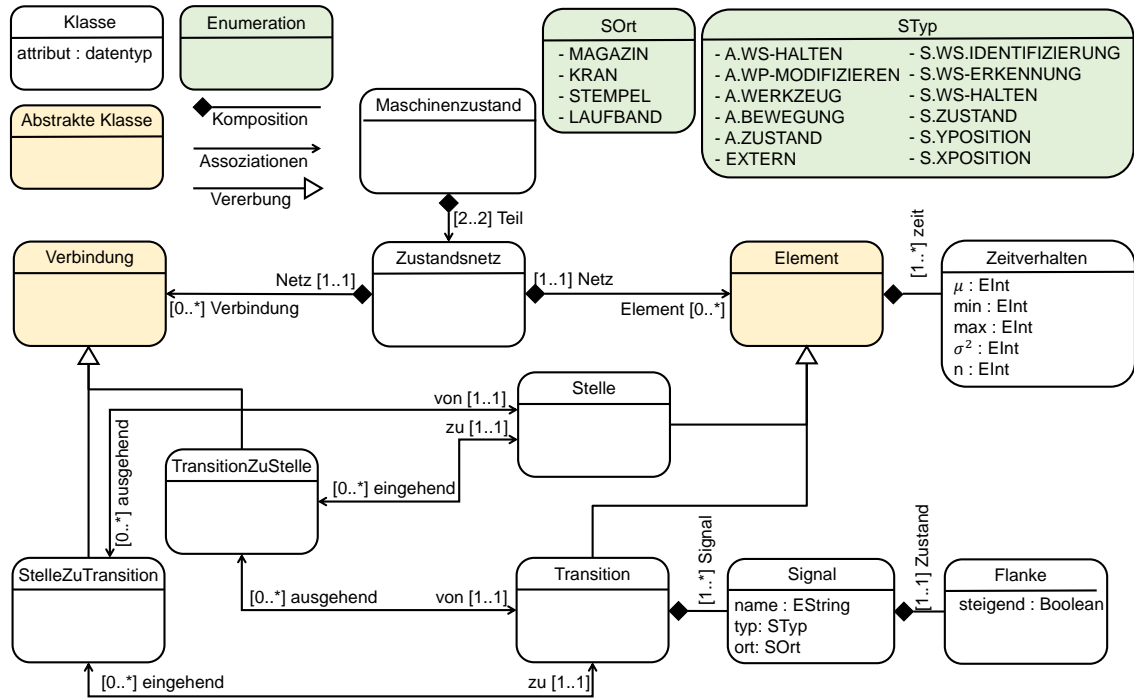 Klasse
attribut : datentyp
Enumeration
Abstrakte Klasse
Komposition
Assoziationen
Vererbung
Maschinenzustand
SOrt
- MAGAZIN
- KRAN
- STEMPEL
- LAUFBAND
STyp
- A.WS-HALTEN
- A.WP-MODIFIZIEREN
- A.WERKZEUG
- A.BEWEGUNG
- A.ZUSTAND
- EXTERN
- S.WS.IDENTIFIZIERUNG
- S.WS-ERKENNUNG
- S.WS-HALTEN
- S.ZUSTAND
- S.YPOSITION
- S.XPOSITION
[2..2] Teil
Verbindung
Netz [1..1]
[0..*] Verbindung
Zustandsnetz
[1..1] Netz
Element [0..*]
Element
[1..*] zeit
Zeitverhalten
μ : EInt
min : EInt
max : EInt
σ² : EInt
n : EInt
Stelle
von [1..1]
zu [1..1]
[0..*] ausgehend
TransitionZuStelle
[0..*] eingehend
StelleZuTransition
[0..*] ausgehend
von [1..1]
Transition
[1..*] Signal
Signal
name : EString
typ: STyp
ort: SOrt
[1..1] Zustand
Flanke
steigend : Boolean
[0..*] eingehend
zu [1..1]